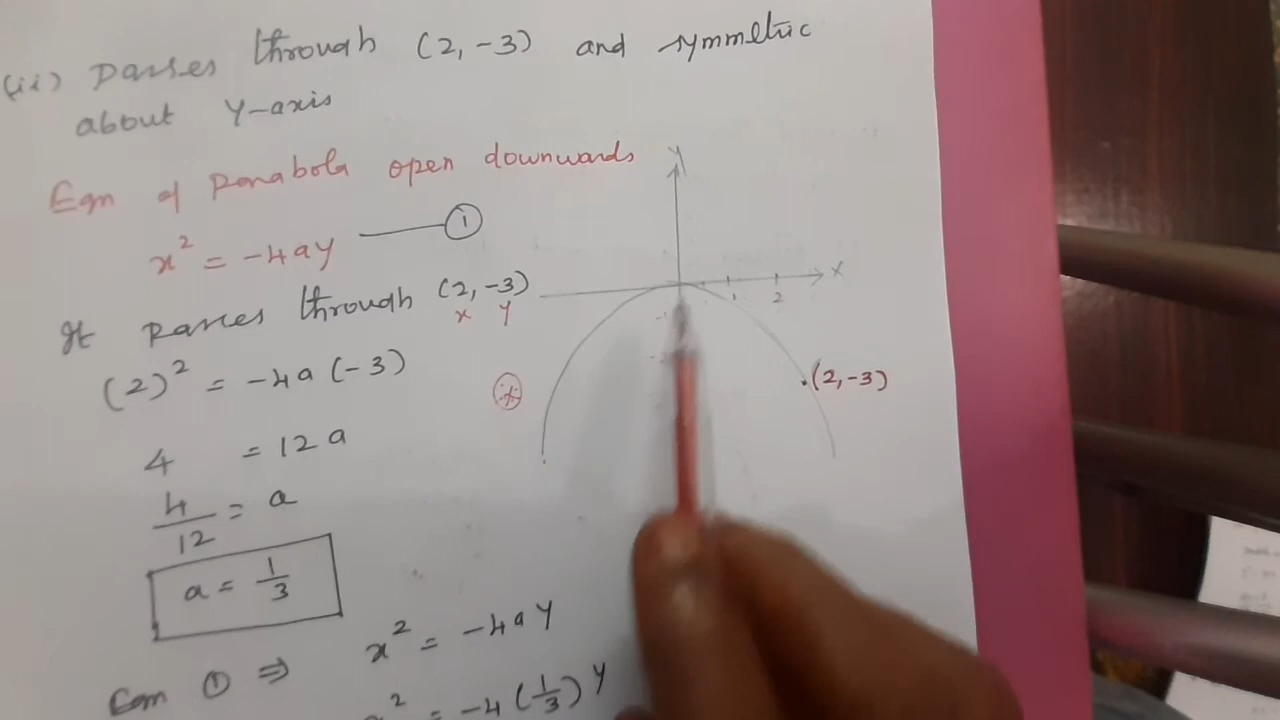 (ii) Passes through (2, -3) and symmetric
about Y-axis
Eqn of Parabola open downwards
x² = -4ay —— ①
It Passes through (2, -3)
x y
(2)² = -4a (-3)
4 = 12a
4/12 = a
a = 1/3
Eqn ① ⇒ x² = -4ay
x² = -4(1/3)y
Y
X
1
2
-1
(2, -3)